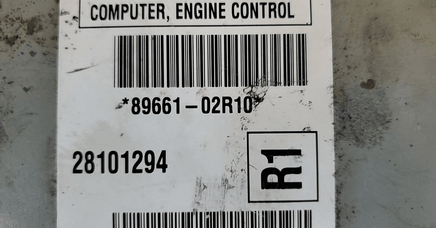 COMPUTER, ENGINE CONTROL
*89661-02R10*
28101294
R1